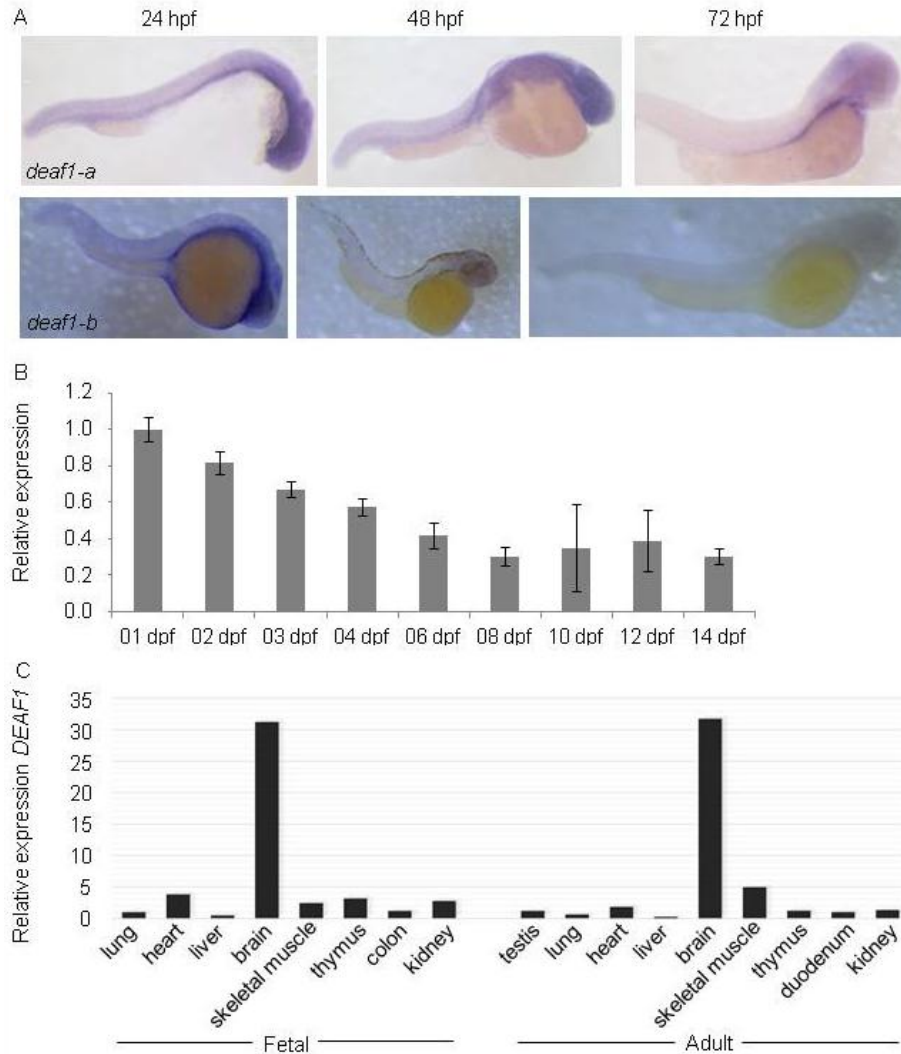 A
24 hpf 48 hpf 72 hpf
deaf1-a
deaf1-b
B
Relative expression
1.2
1.0
0.8
0.6
0.4
0.2
0.0
01 dpf 02 dpf 03 dpf 04 dpf 06 dpf 08 dpf 10 dpf 12 dpf 14 dpf
C
Relative expression DEAF1
35
30
25
20
15
10
5
0
lung heart liver brain skeletal muscle thymus colon kidney testis lung heart liver brain skeletal muscle thymus duodenum kidney
Fetal Adult